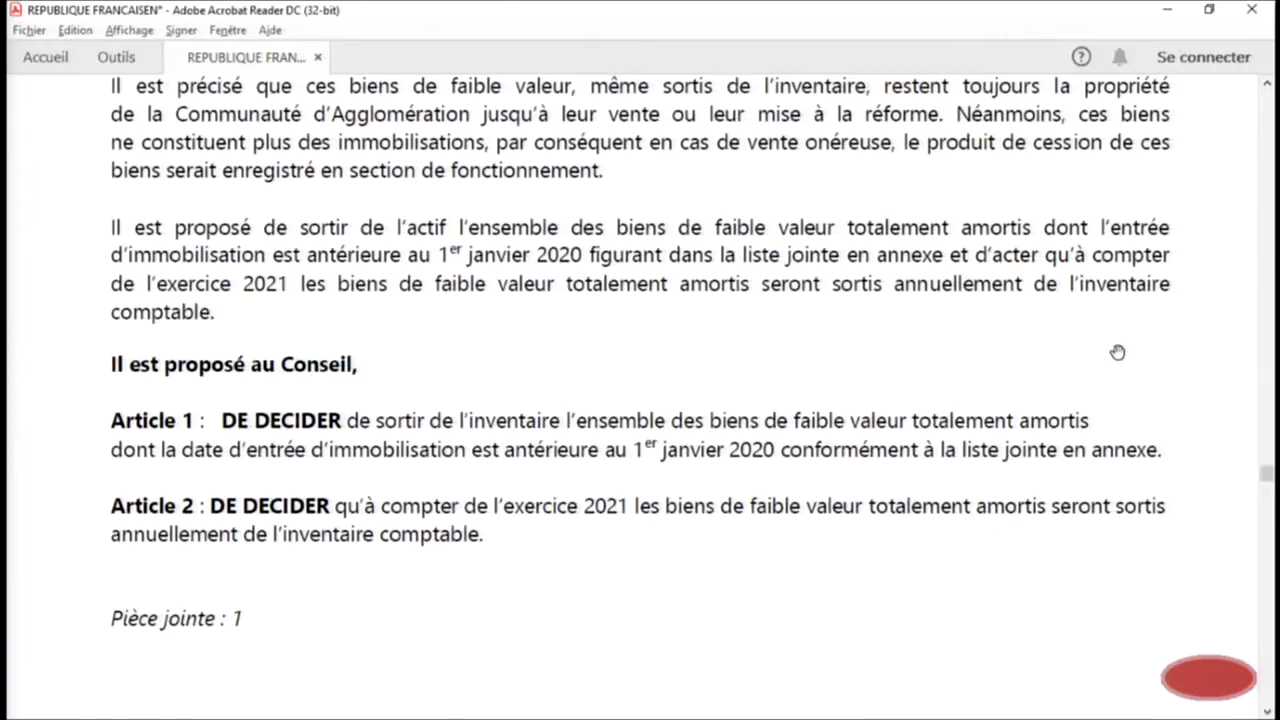 REPUBLIQUE FRANCAISEN* - Adobe Acrobat Reader DC (32-bit)
Fichier Edition Affichage Signer Fenêtre Aide
Accueil Outils REPUBLIQUE FRAN... × Se connecter
Il est précisé que ces biens de faible valeur, même sortis de l'inventaire, restent toujours la propriété
de la Communauté d'Agglomération jusqu'à leur vente ou leur mise à la réforme. Néanmoins, ces biens
ne constituent plus des immobilisations, par conséquent en cas de vente onéreuse, le produit de cession de ces
biens serait enregistré en section de fonctionnement.
Il est proposé de sortir de l'actif l'ensemble des biens de faible valeur totalement amortis dont l'entrée
d'immobilisation est antérieure au 1er janvier 2020 figurant dans la liste jointe en annexe et d'acter qu'à compter
de l'exercice 2021 les biens de faible valeur totalement amortis seront sortis annuellement de l'inventaire
comptable.
Il est proposé au Conseil,
Article 1 : DE DECIDER de sortir de l'inventaire l'ensemble des biens de faible valeur totalement amortis
dont la date d'entrée d'immobilisation est antérieure au 1er janvier 2020 conformément à la liste jointe en annexe.
Article 2 : DE DECIDER qu'à compter de l'exercice 2021 les biens de faible valeur totalement amortis seront sortis
annuellement de l'inventaire comptable.
Pièce jointe : 1